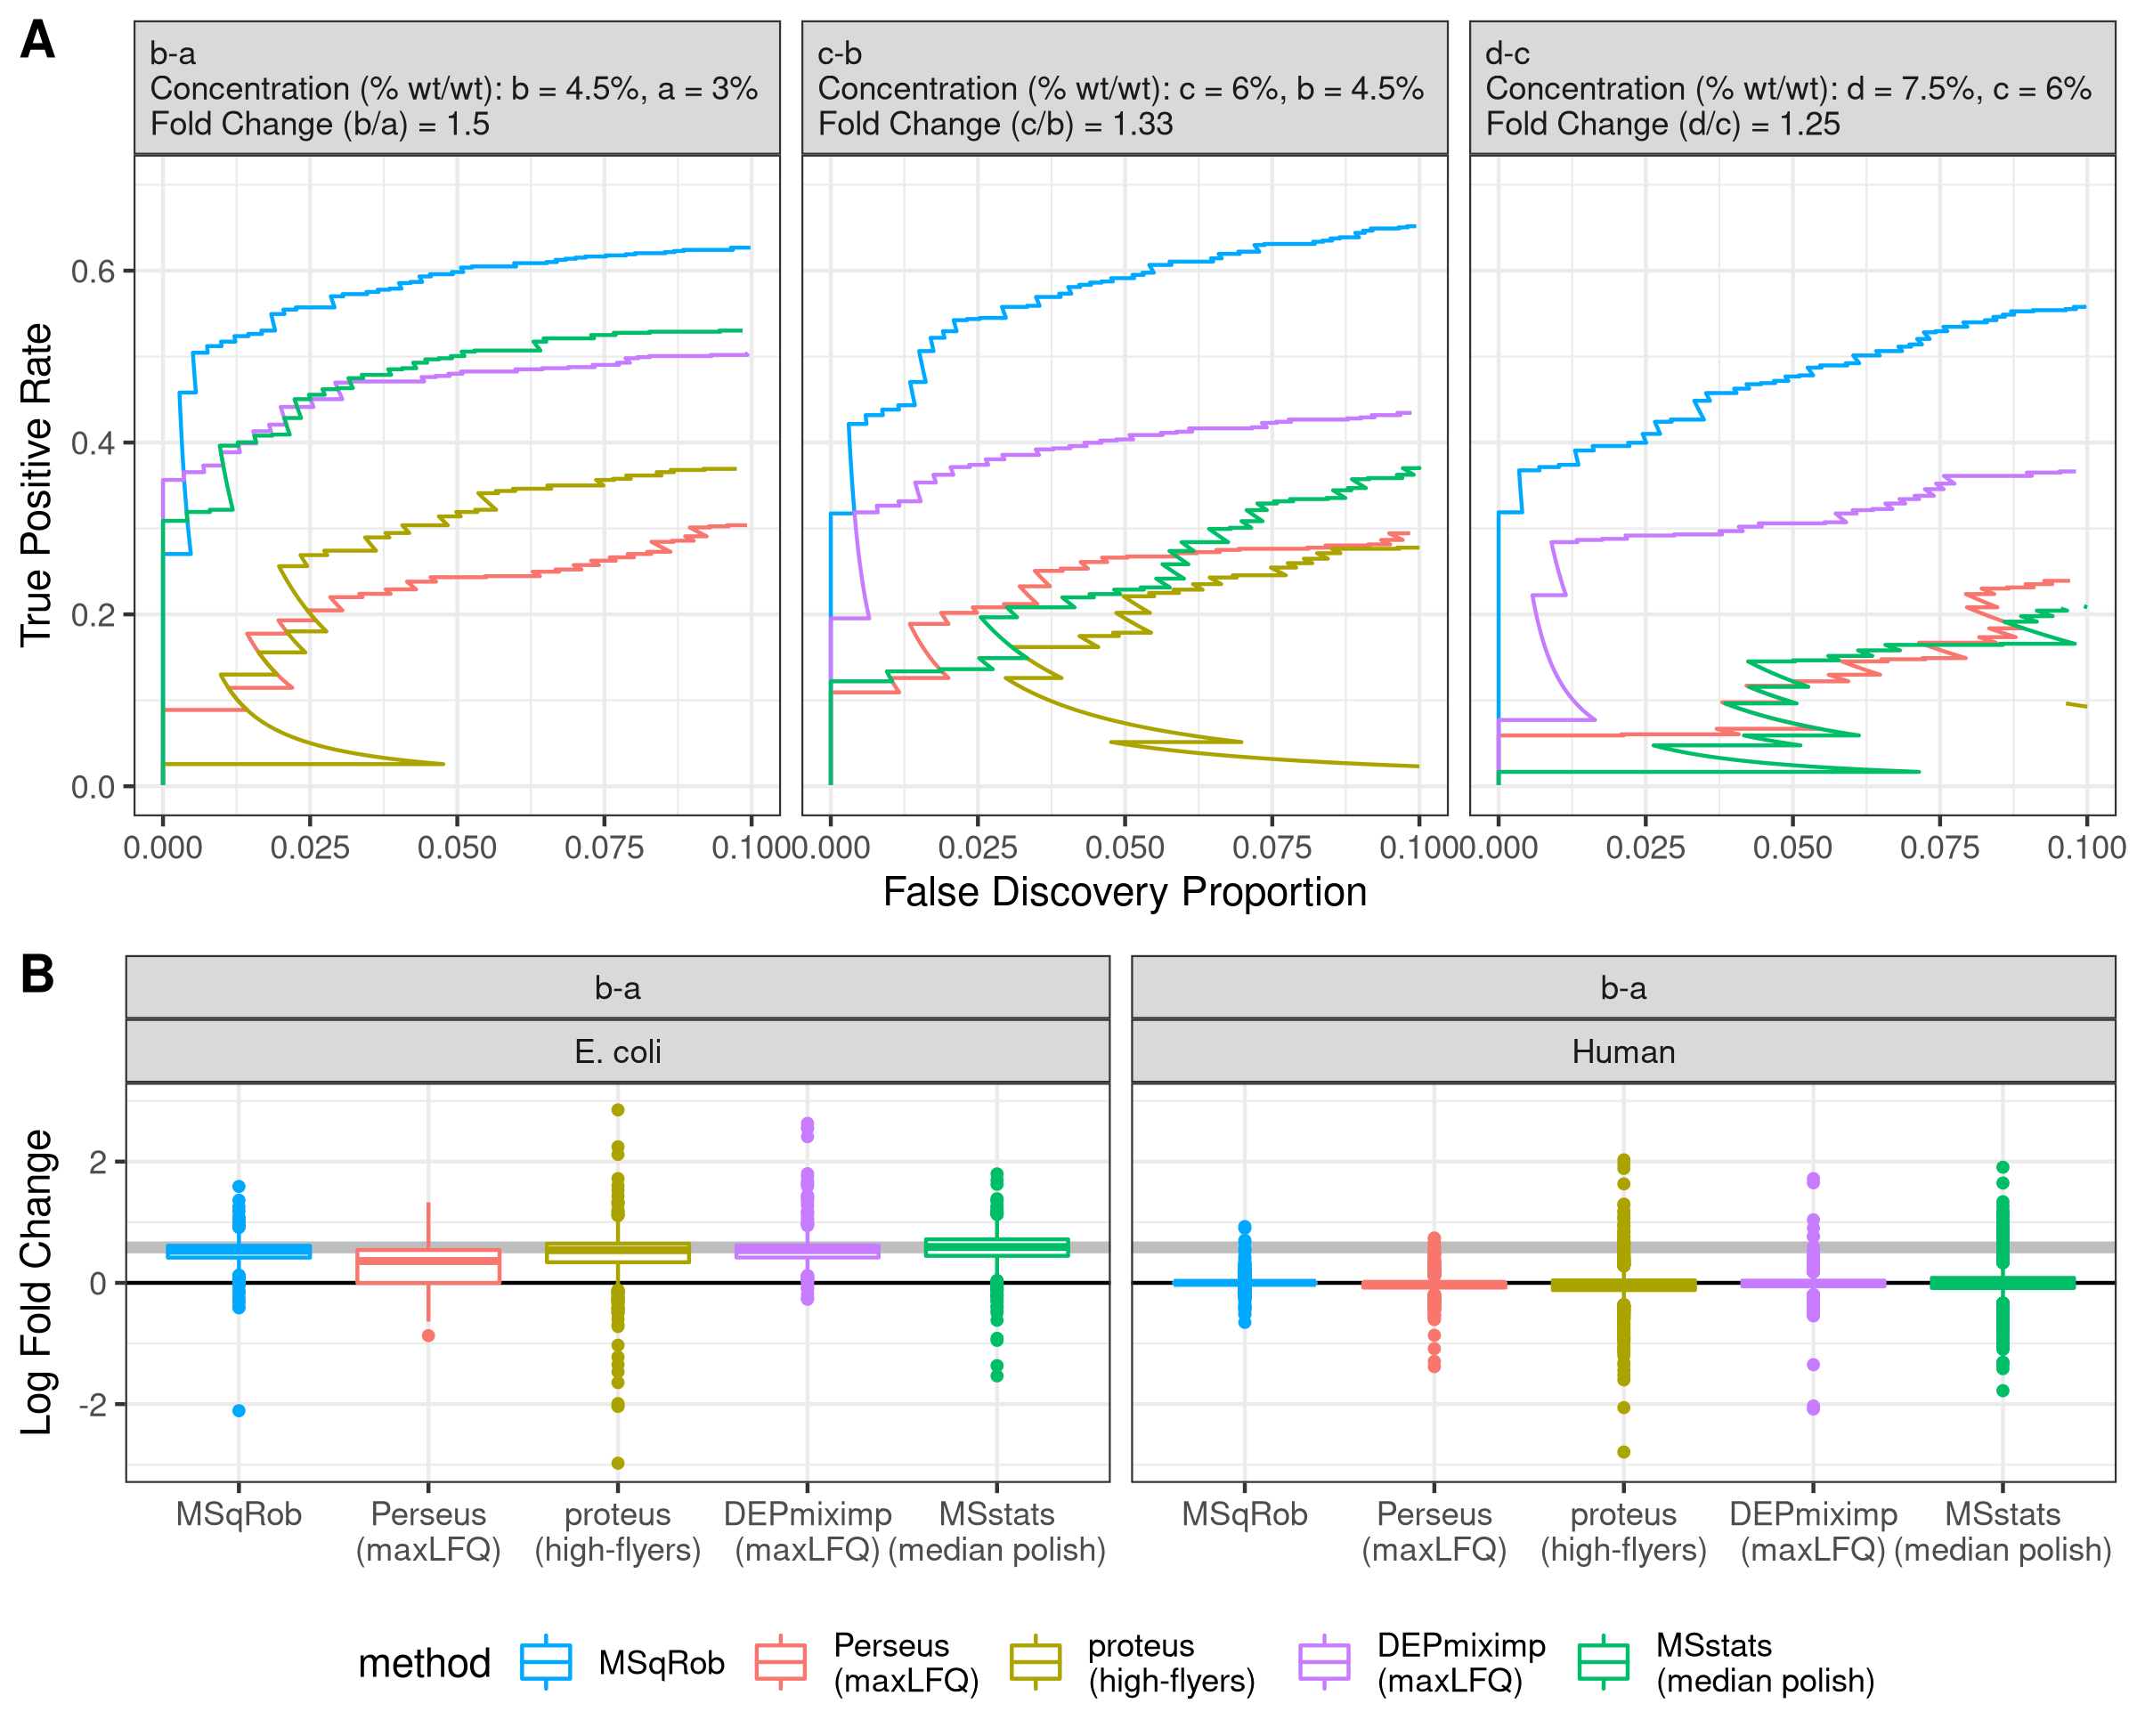 A
b-a
Concentration (% wt/wt): b = 4.5%, a = 3%
Fold Change (b/a) = 1.5
c-b
Concentration (% wt/wt): c = 6%, b = 4.5%
Fold Change (c/b) = 1.33
d-c
Concentration (% wt/wt): d = 7.5%, c = 6%
Fold Change (d/c) = 1.25
True Positive Rate
0.6
0.4
0.2
0.0
0.000 0.025 0.050 0.075 0.100
0.000 0.025 0.050 0.075 0.100
0.000 0.025 0.050 0.075 0.100
False Discovery Proportion
B
b-a
E. coli
b-a
Human
Log Fold Change
2
0
-2
MSqRob
Perseus
(maxLFQ)
proteus
(high-flyers)
DEPmiximp
(maxLFQ)
MSstats
(median polish)
MSqRob
Perseus
(maxLFQ)
proteus
(high-flyers)
DEPmiximp
(maxLFQ)
MSstats
(median polish)
method
MSqRob
Perseus
(maxLFQ)
proteus
(high-flyers)
DEPmiximp
(maxLFQ)
MSstats
(median polish)